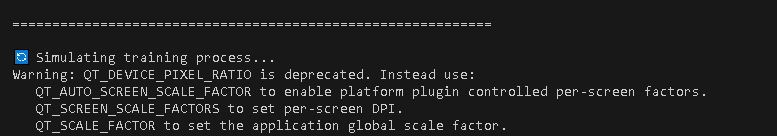 ============================================================
🔄 Simulating training process...
Warning: QT_DEVICE_PIXEL_RATIO is deprecated. Instead use:
   QT_AUTO_SCREEN_SCALE_FACTOR to enable platform plugin controlled per-screen factors.
   QT_SCREEN_SCALE_FACTORS to set per-screen DPI.
   QT_SCALE_FACTOR to set the application global scale factor.